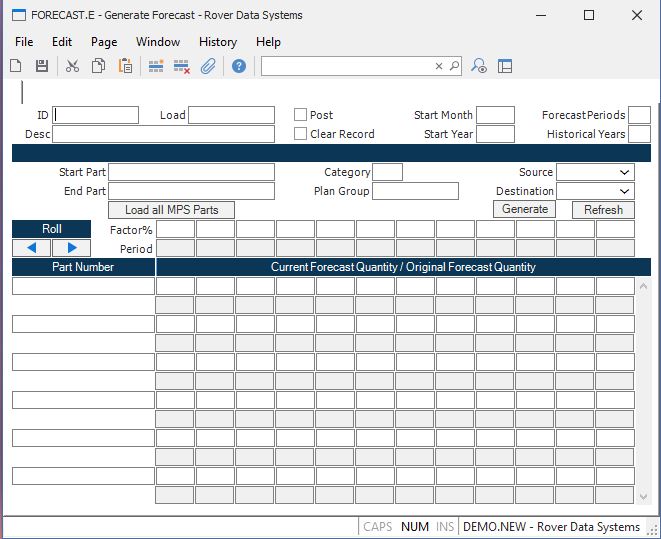 FORECAST.E - Generate Forecast - Rover Data Systems
File Edit Page Window History Help
ID Load Post Start Month ForecastPeriods
Desc Clear Record Start Year Historical Years
Start Part Category Source
End Part Plan Group Destination
Load all MPS Parts Generate Refresh
Roll Factor%
Period
Part Number Current Forecast Quantity / Original Forecast Quantity
CAPS NUM INS DEMO.NEW - Rover Data Systems